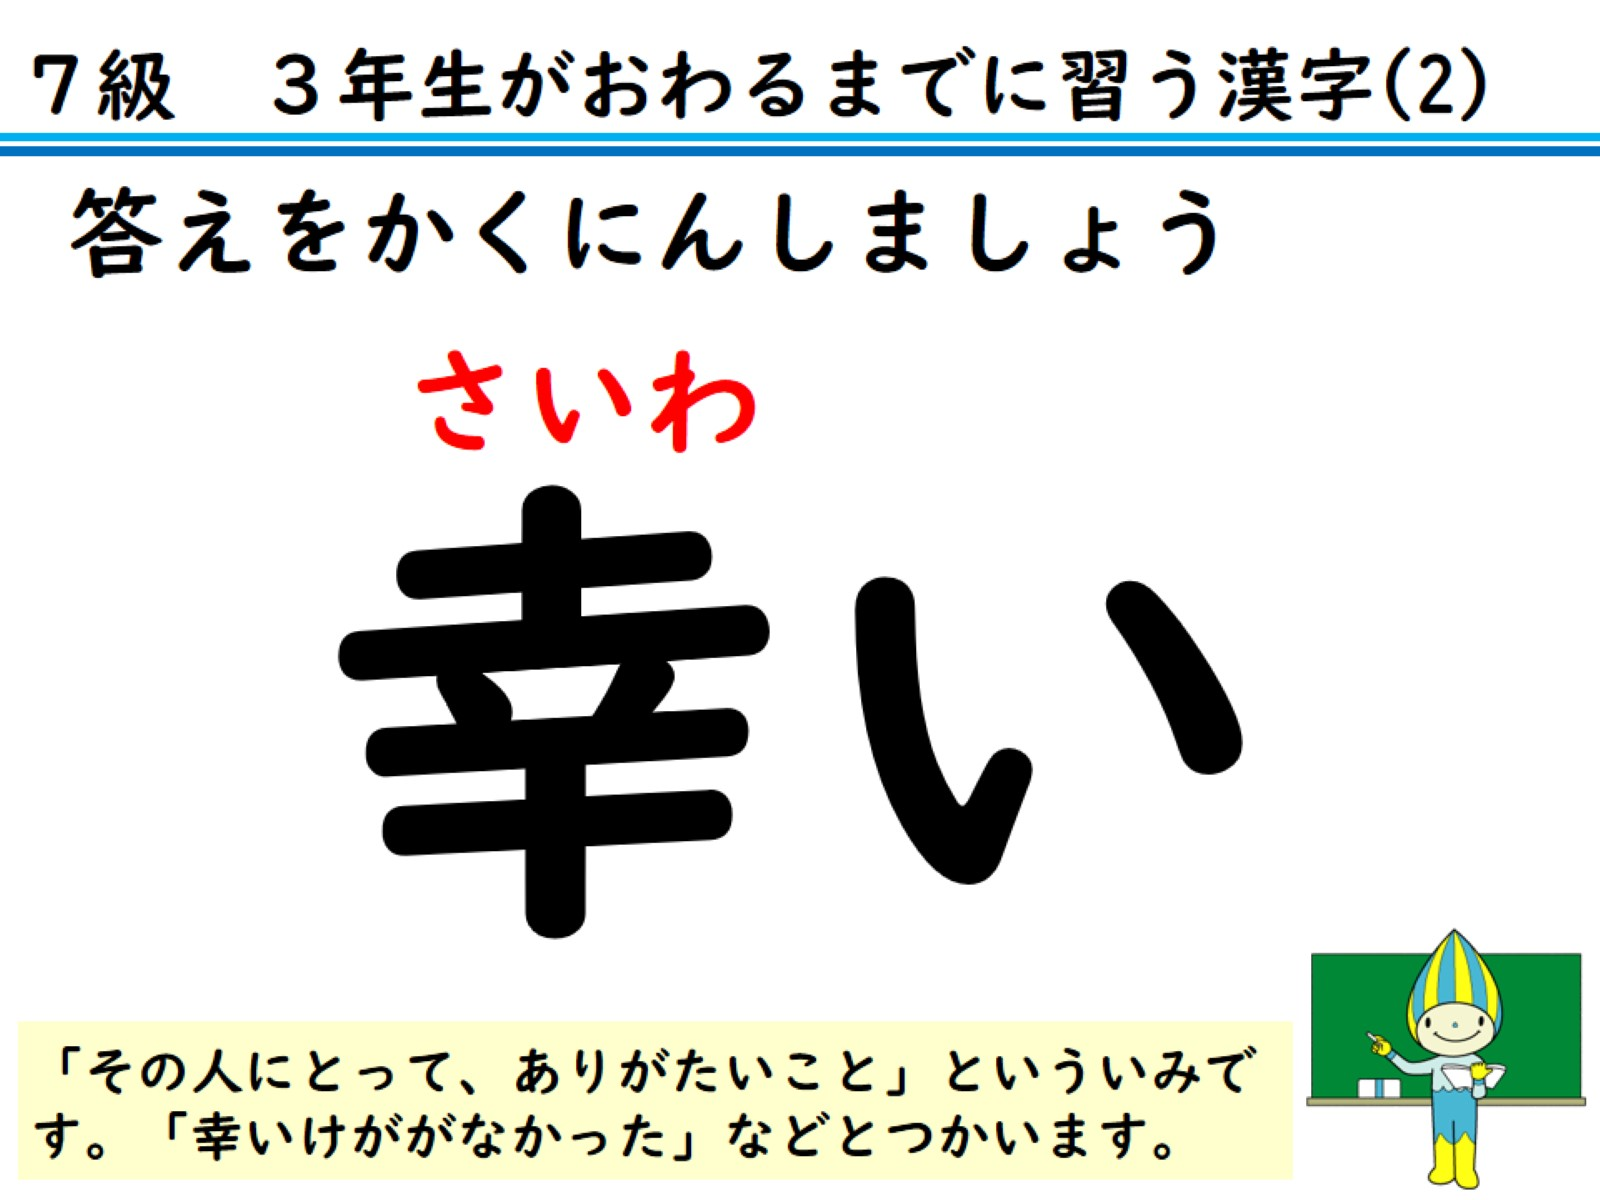 ７級　３年生がおわるまでに習う漢字(2)
答えをかくにんしましょう
さいわ
幸い
「その人にとって、ありがたいこと」といういみで
す。「幸いけががなかった」などとつかいます。